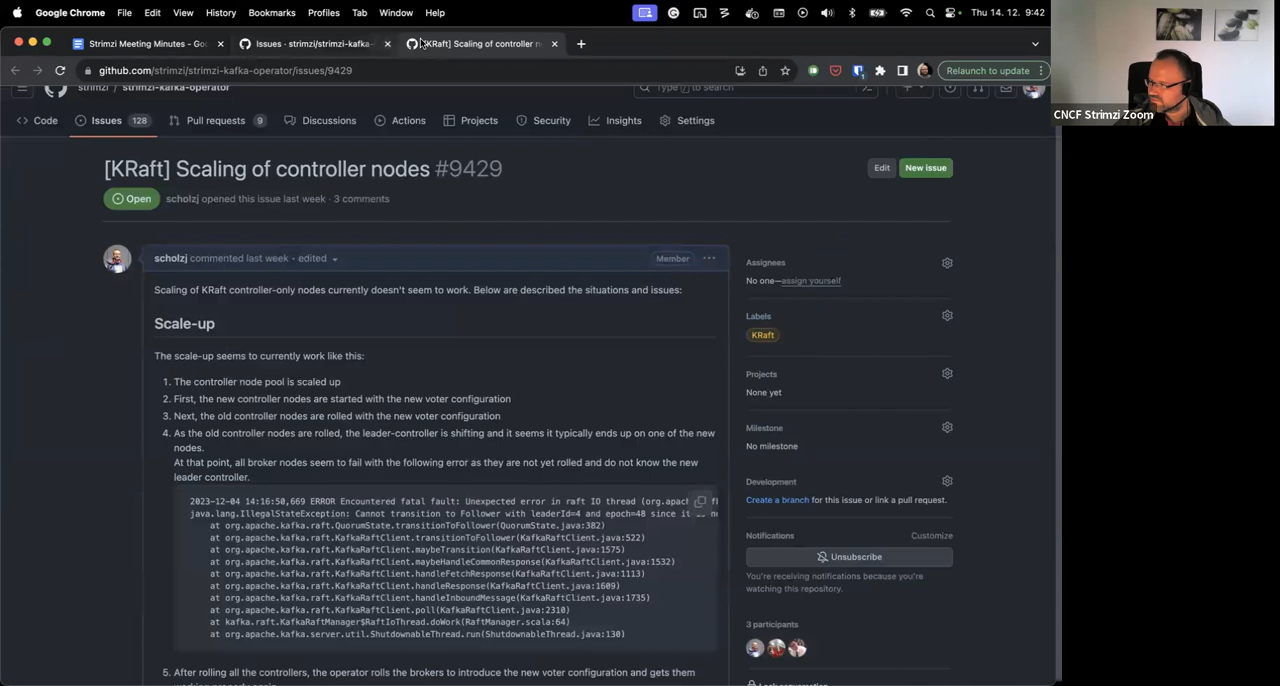 Google Chrome File Edit View History Bookmarks Profiles Tab Window Help Thu 14. 12. 9:42
Strimzi Meeting Minutes - Goo
Issues · strimzi/strimzi-kafka-
[KRaft] Scaling of controller n
github.com/strimzi/strimzi-kafka-operator/issues/9429
Relaunch to update
CNCF Strimzi Zoom
strimzi / strimzi-kafka-operator
Type / to search
Code
Issues 128
Pull requests 9
Discussions
Actions
Projects
Security
Insights
Settings
[KRaft] Scaling of controller nodes #9429
Edit
New issue
Open
scholzj opened this issue last week · 3 comments
scholzj commented last week · edited
Member
Scaling of KRaft controller-only nodes currently doesn't seem to work. Below are described the situations and issues:
Scale-up
The scale-up seems to currently work like this:
1. The controller node pool is scaled up
2. First, the new controller nodes are started with the new voter configuration
3. Next, the old controller nodes are rolled with the new voter configuration
4. As the old controller nodes are rolled, the leader-controller is shifting and it seems it typically ends up on one of the new
nodes.
At that point, all broker nodes seem to fail with the following error as they are not yet rolled and do not know the new
leader controller.
2023-12-04 14:16:50,669 ERROR Encountered fatal fault: Unexpected error in raft IO thread (org.apac
java.lang.IllegalStateException: Cannot transition to Follower with leaderId=4 and epoch=48 since it
at org.apache.kafka.raft.QuorumState.transitionToFollower(QuorumState.java:382)
at org.apache.kafka.raft.KafkaRaftClient.transitionToFollower(KafkaRaftClient.java:522)
at org.apache.kafka.raft.KafkaRaftClient.maybeTransition(KafkaRaftClient.java:1575)
at org.apache.kafka.raft.KafkaRaftClient.maybeHandleCommonResponse(KafkaRaftClient.java:1532)
at org.apache.kafka.raft.KafkaRaftClient.handleFetchResponse(KafkaRaftClient.java:1113)
at org.apache.kafka.raft.KafkaRaftClient.handleResponse(KafkaRaftClient.java:1609)
at org.apache.kafka.raft.KafkaRaftClient.handleInboundMessage(KafkaRaftClient.java:1735)
at org.apache.kafka.raft.KafkaRaftClient.poll(KafkaRaftClient.java:2310)
at kafka.raft.KafkaRaftManager$RaftIoThread.doWork(RaftManager.scala:64)
at org.apache.kafka.server.util.ShutdownableThread.run(ShutdownableThread.java:130)
5. After rolling all the controllers, the operator rolls the brokers to introduce the new voter configuration and gets them
working properly again
Assignees
No one—assign yourself
Labels
KRaft
Projects
None yet
Milestone
No milestone
Development
Create a branch for this issue or link a pull request.
Notifications Customize
Unsubscribe
You're receiving notifications because you're
watching this repository.
3 participants
Lock conversation